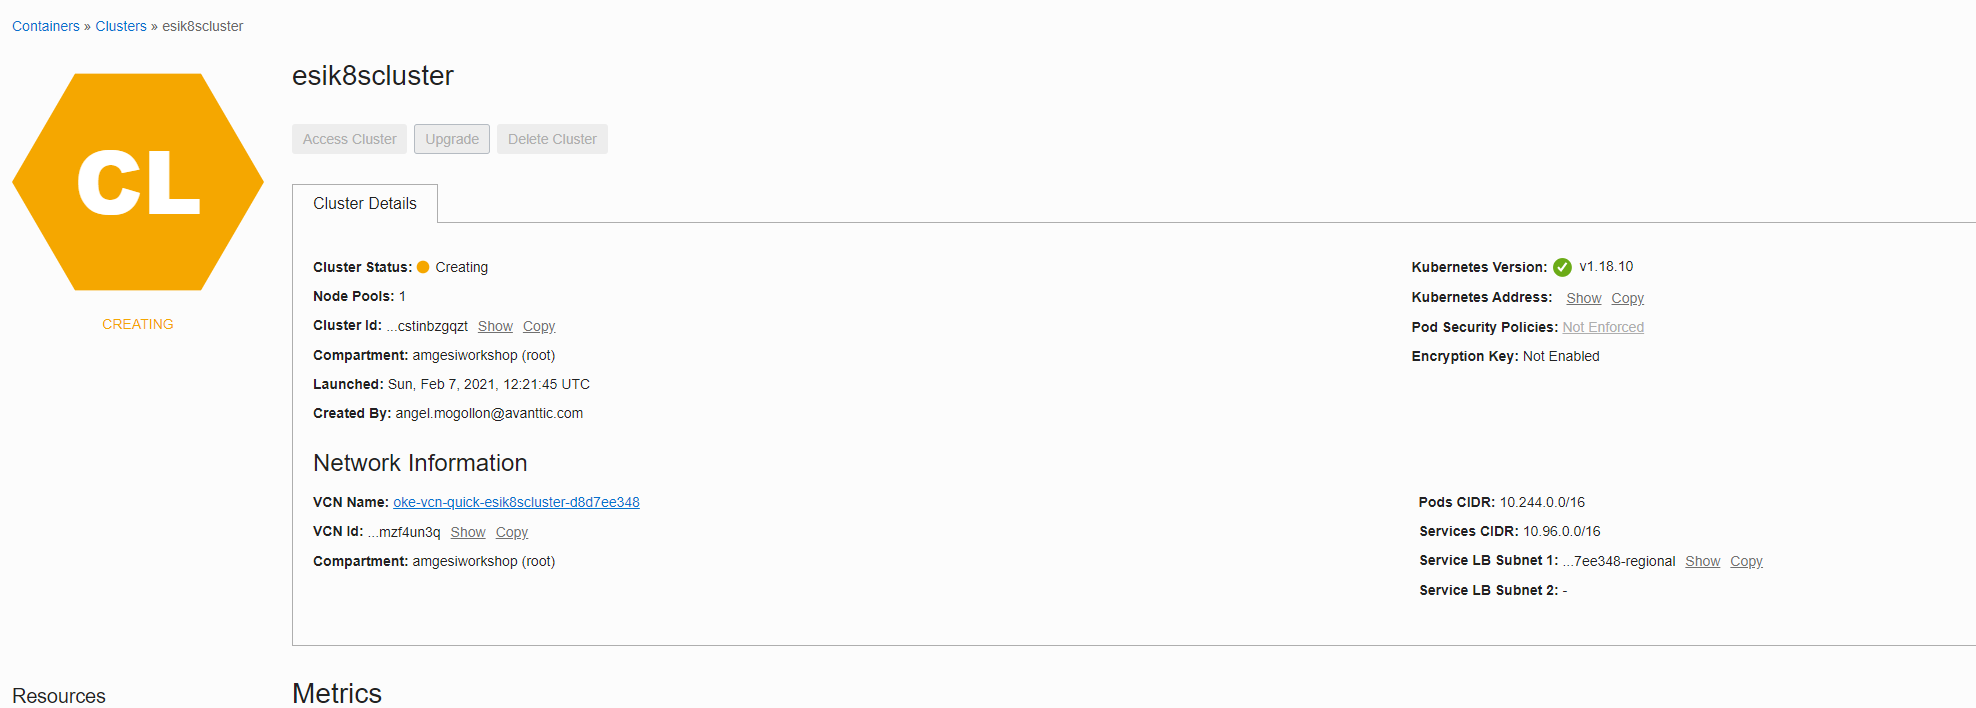 Containers » Clusters » esik8scluster
CL
CREATING
esik8scluster
Access Cluster Upgrade Delete Cluster
Cluster Details
Cluster Status: Creating
Node Pools: 1
Cluster Id: ...cstinbzgqzt Show Copy
Compartment: amgesiworkshop (root)
Launched: Sun, Feb 7, 2021, 12:21:45 UTC
Created By: angel.mogollon@avanttic.com
Kubernetes Version: v1.18.10
Kubernetes Address: Show Copy
Pod Security Policies: Not Enforced
Encryption Key: Not Enabled
Network Information
VCN Name: oke-vcn-quick-esik8scluster-d8d7ee348
VCN Id: ...mzf4un3q Show Copy
Compartment: amgesiworkshop (root)
Pods CIDR: 10.244.0.0/16
Services CIDR: 10.96.0.0/16
Service LB Subnet 1: ...7ee348-regional Show Copy
Service LB Subnet 2: -
Resources
Metrics